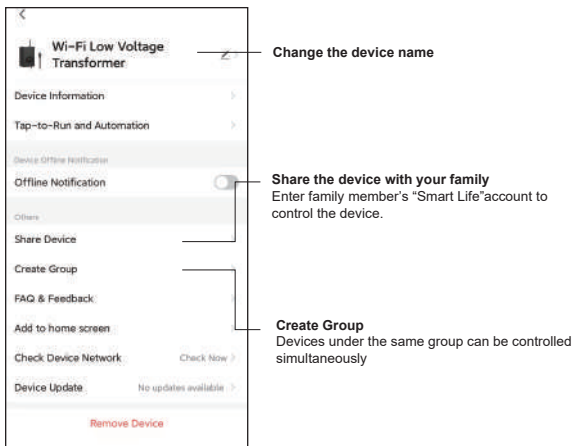 Wi-Fi Low Voltage
Transformer
Change the device name
Device Information
Tap-to-Run and Automation
Device Offline Notification
Offline Notification
Share the device with your family
Enter family member's “Smart Life”account to
control the device.
Others
Share Device
Create Group
FAQ & Feedback
Add to home screen
Create Group
Devices under the same group can be controlled
simultaneously
Check Device Network Check Now
Device Update No updates available
Remove Device